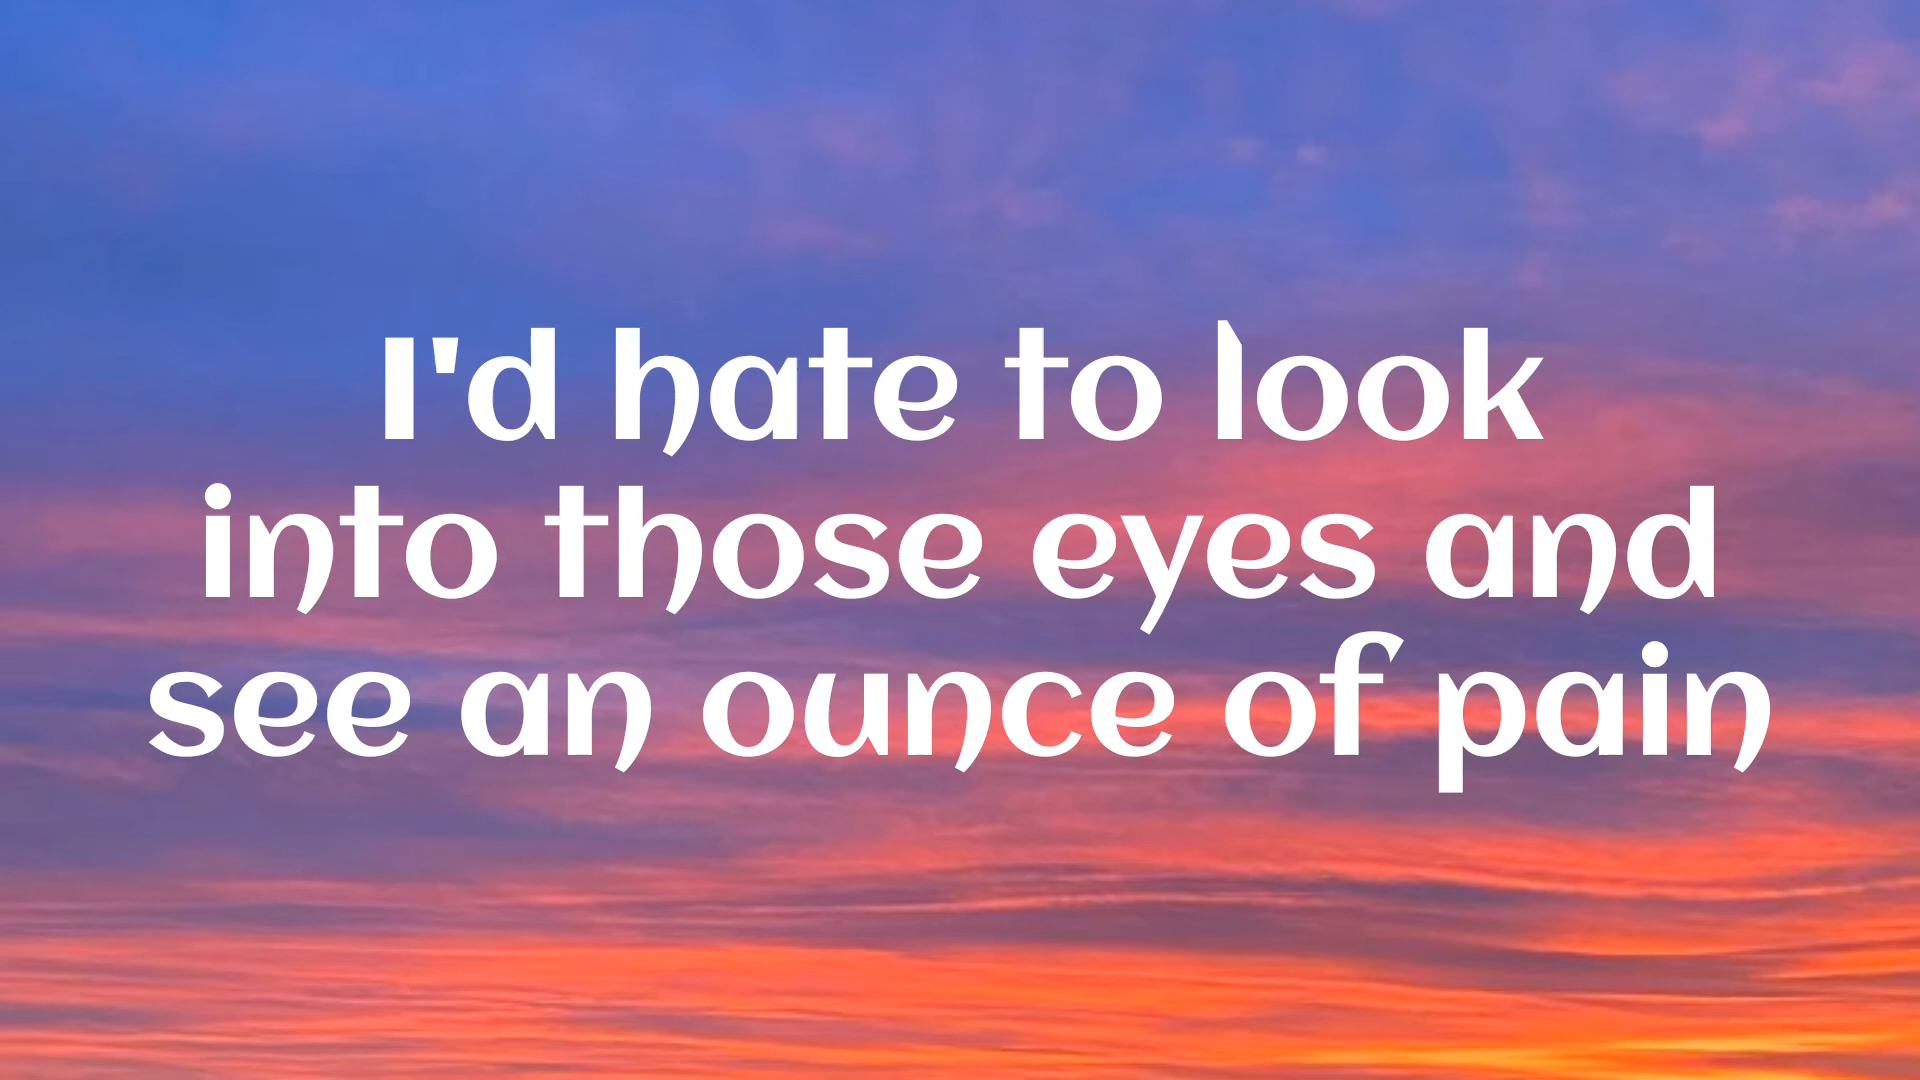 I'd hate to look
into those eyes and
see an ounce of pain